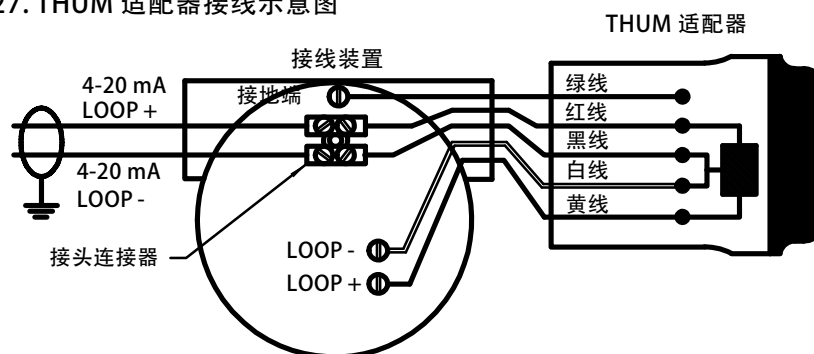 27. THUM 适配器接线示意图
THUM 适配器
接线装置
4-20 mA
LOOP +
接地端
绿线
红线
黑线
白线
黄线
4-20 mA
LOOP -
接头连接器
LOOP -
LOOP +